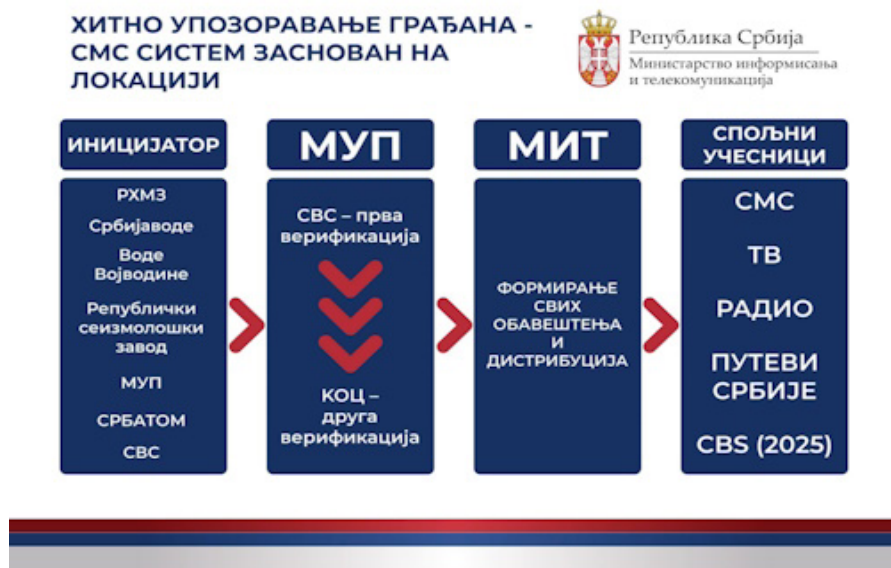 ХИТНО УПОЗОРАВАЊЕ ГРАЂАНА -
СМС СИСТЕМ ЗАСНОВАН НА
ЛОКАЦИЈИ
Република Србија
Министарство информисања
и телекомуникација
ИНИЦИЈАТОР
РХМЗ
Србијаводе
Воде
Војводине
Републички
сеизмолошки
завод
МУП
СРБАТОМ
СВС
МУП
СВС – прва
верификација
КОЦ –
друга
верификација
МИТ
ФОРМИРАЊЕ
СВИХ
ОБАВЕШТЕЊА
И
ДИСТРИБУЦИЈА
СПОЉНИ
УЧЕСНИЦИ
СМС
ТВ
РАДИО
ПУТЕВИ
СРБИЈЕ
CBS (2025)